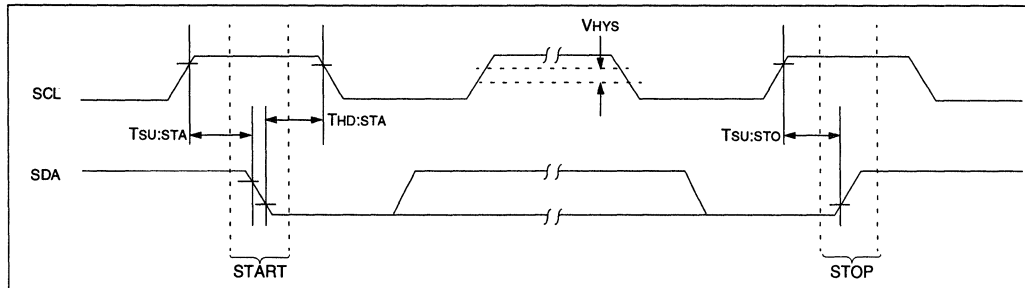 VHYS
SCL
TSU:STA
THD:STA
TSU:STO
SDA
START
STOP